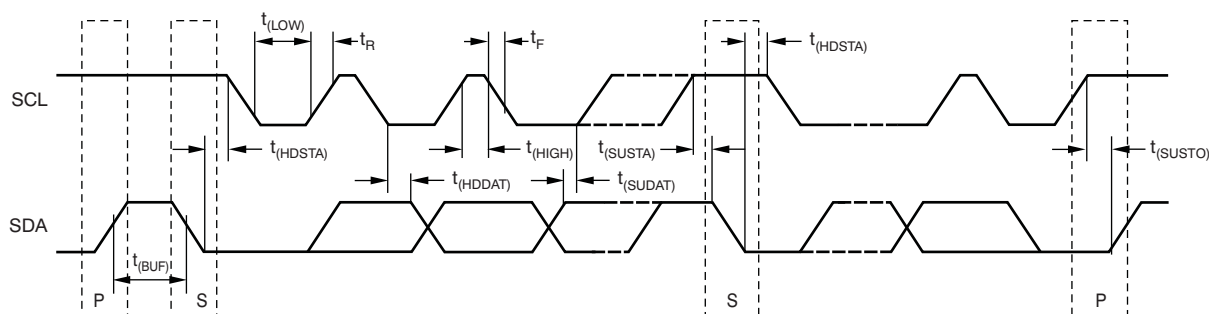 t(LOW)
tR
tF
t(HDSTA)
SCL
t(HDSTA)
t(HIGH)
t(SUSTA)
t(SUSTO)
t(HDDAT)
t(SUDAT)
SDA
t(BUF)
P
S
S
P